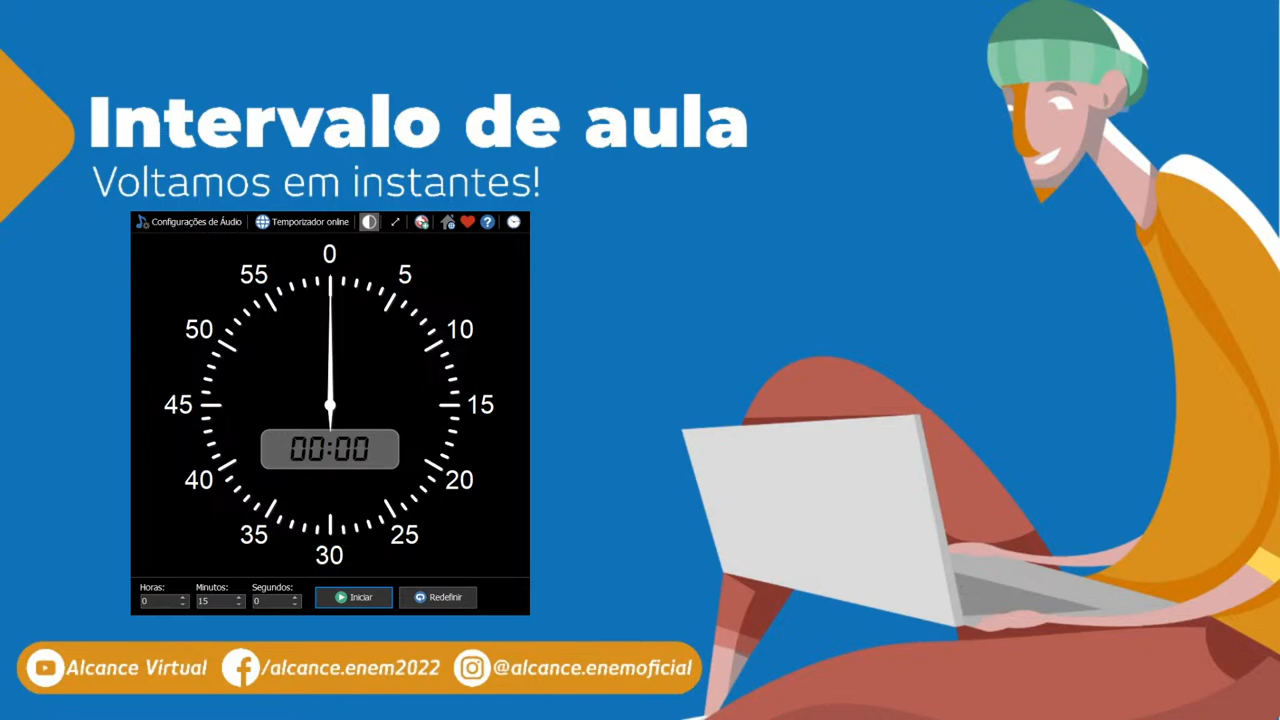 Intervalo de aula
Voltamos em instantes!
Configurações de Áudio Temporizador online
0
55 5
50 10
45 15
00:00
40 20
35 25
30
Horas: Minutos: Segundos:
0 15 0 Iniciar Redefinir
Alcance Virtual /alcance.enem2022 @alcance.enemoficial